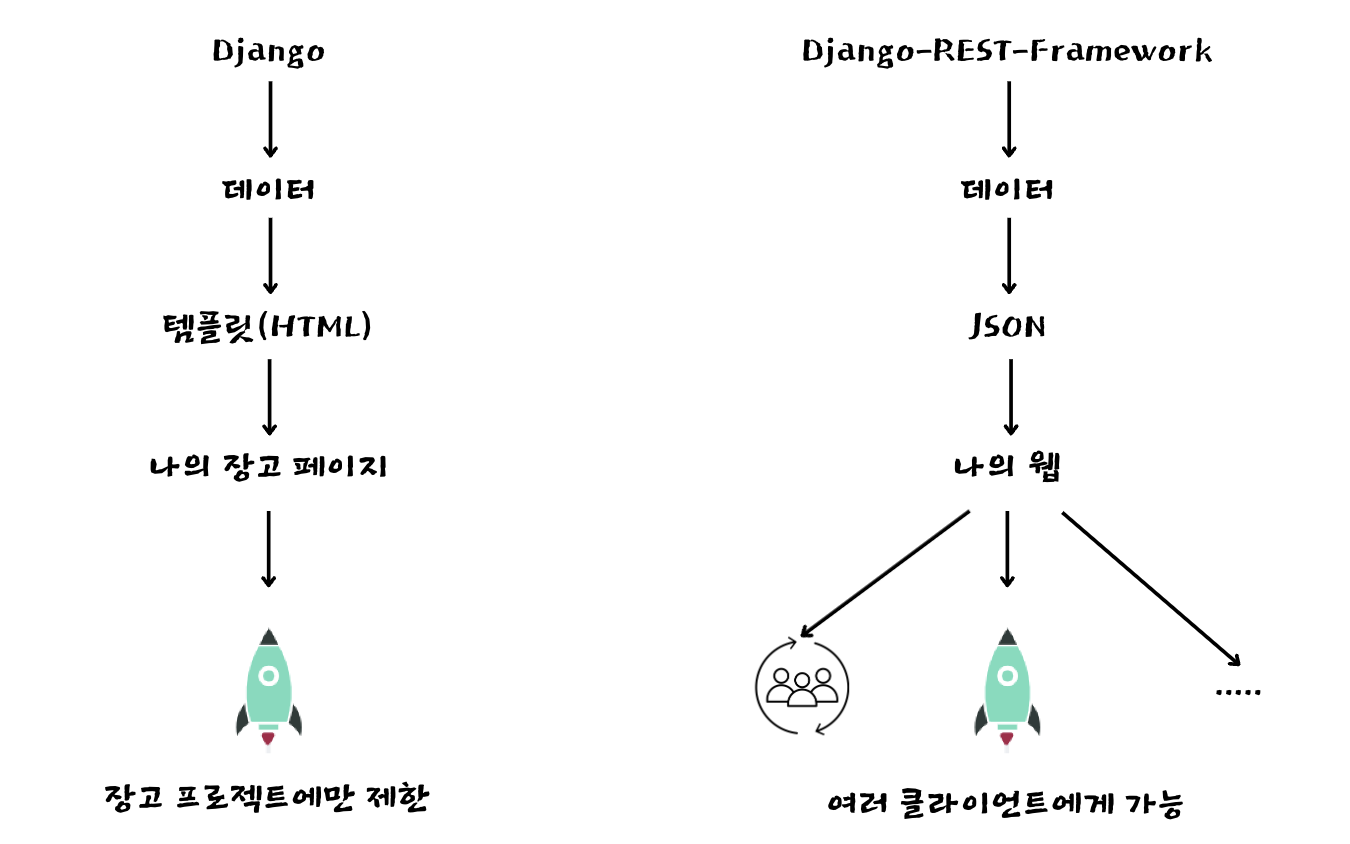 Django
데이터
템플릿(HTML)
나의 장고 페이지
장고 프로젝트에만 제한
Django-REST-Framework
데이터
JSON
나의 웹
.....
여러 클라이언트에게 가능